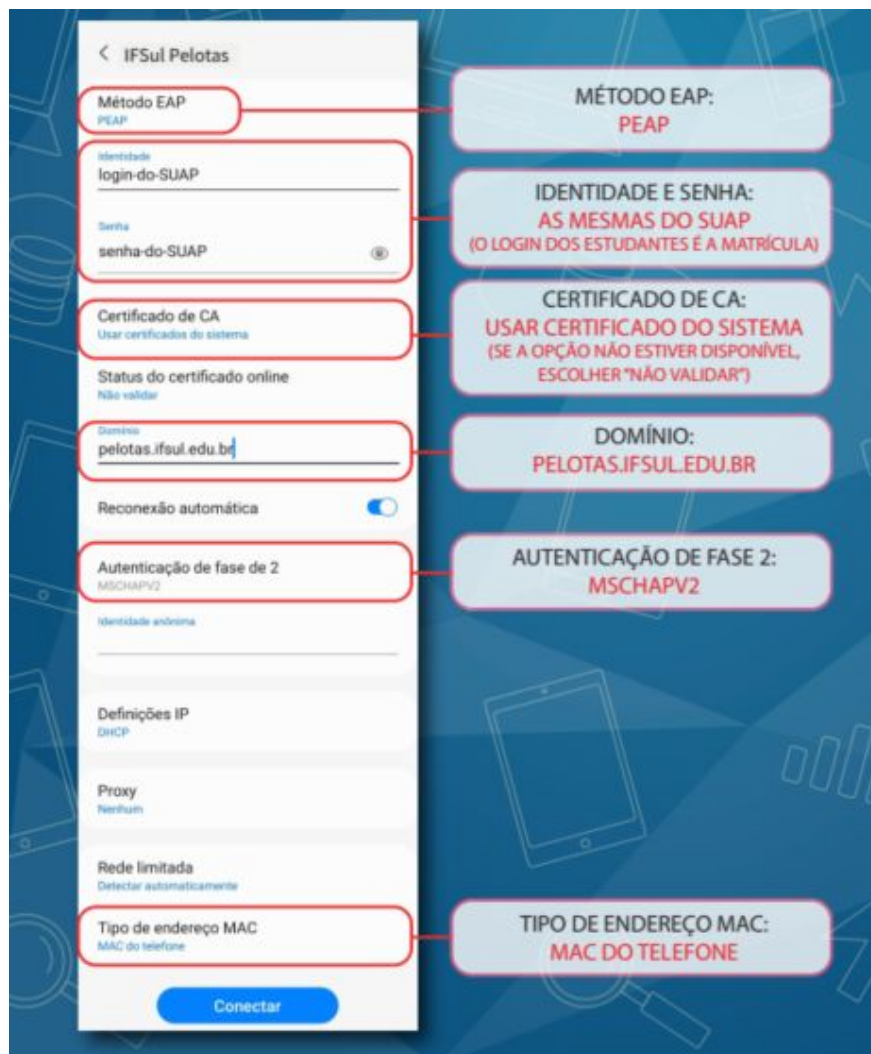 IFSul Pelotas
Método EAP
PEAP
Identidade
login-do-SUAP
Senha
senha-do-SUAP
Certificado de CA
Usar certificados do sistema
Status do certificado online
Não validar
Domínio
pelotas.ifsul.edu.br
Reconexão automática
Autenticação de fase de 2
MSCHAPV2
Identidade anônima
Definições IP
DHCP
Proxy
Nenhum
Rede limitada
Detectar automaticamente
Tipo de endereço MAC
MAC do telefone
Conectar
MÉTODO EAP:
PEAP
IDENTIDADE E SENHA:
AS MESMAS DO SUAP
(O LOGIN DOS ESTUDANTES É A MATRÍCULA)
CERTIFICADO DE CA:
USAR CERTIFICADO DO SISTEMA
(SE A OPÇÃO NÃO ESTIVER DISPONÍVEL,
ESCOLHER "NÃO VALIDAR")
DOMÍNIO:
PELOTAS.IFSUL.EDU.BR
AUTENTICAÇÃO DE FASE 2:
MSCHAPV2
TIPO DE ENDEREÇO MAC:
MAC DO TELEFONE